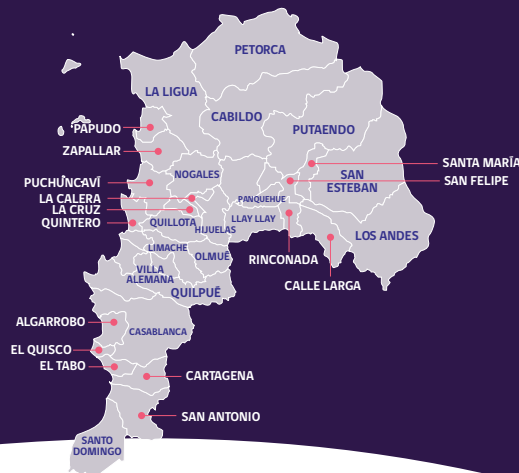 PETORCA
LA LIGUA
CABILDO
PUTAENDO
PAPUDO
ZAPALLAR
SANTA MARÍA
NOGALES
SAN
ESTEBAN
SAN FELIPE
PUCHUNCAVÍ
LA CALERA
LA CRUZ
QUINTERO
PANQUEHUE
QUILLOTA
LLAY LLAY
HIJUELAS
LOS ANDES
LIMACHE
OLMUÉ
RINCONADA
VILLA
ALEMANA
CALLE LARGA
QUILPUÉ
ALGARROBO
CASABLANCA
EL QUISCO
EL TABO
CARTAGENA
SAN ANTONIO
SANTO
DOMINGO